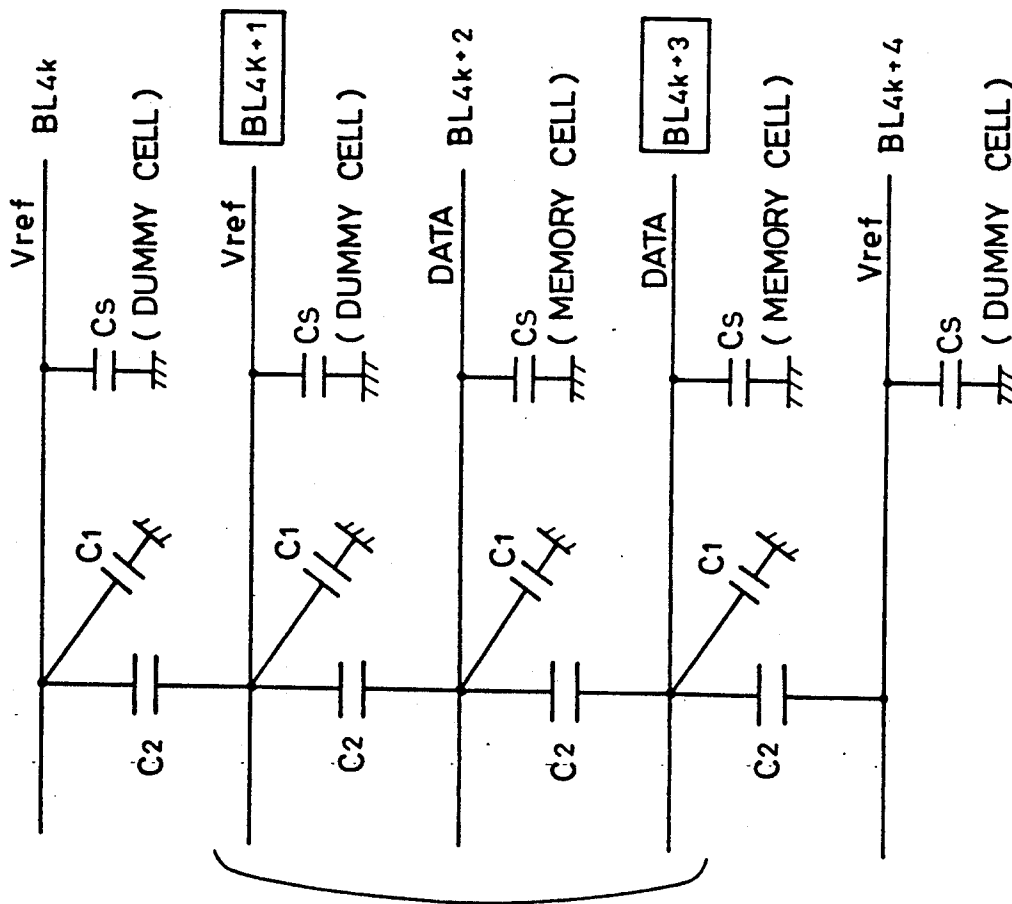 BL4k
Vref
Cs
(DUMMY CELL)
C1
C2
BL4K+1
Vref
Cs
(DUMMY CELL)
C1
C2
BL4k+2
DATA
Cs
(MEMORY CELL)
C1
C2
BL4k+3
DATA
Cs
(MEMORY CELL)
C1
C2
BL4k+4
Vref
Cs
(DUMMY CELL)